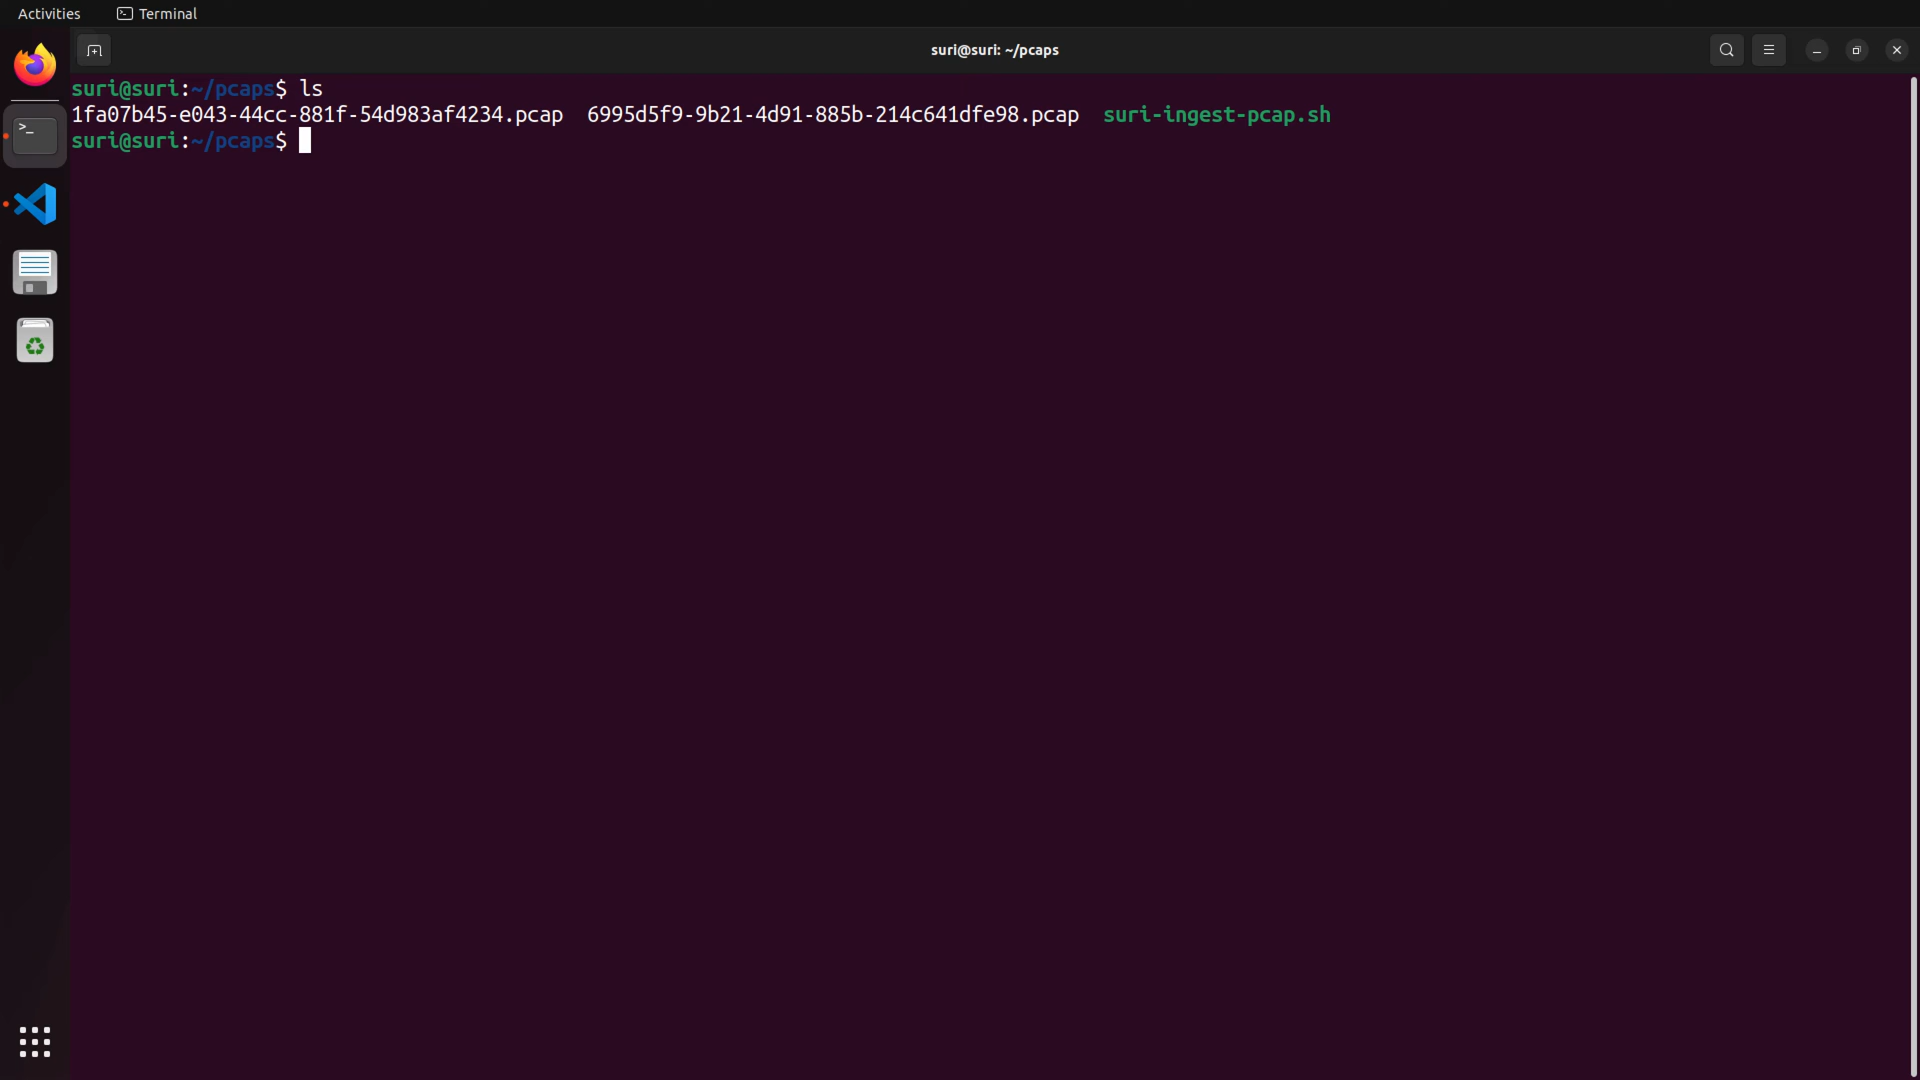 Activities
Terminal
suri@suri: ~/pcaps
suri@suri:~/pcaps$ ls
1fa07b45-e043-44cc-881f-54d983af4234.pcap  6995d5f9-9b21-4d91-885b-214c641dfe98.pcap  suri-ingest-pcap.sh
suri@suri:~/pcaps$